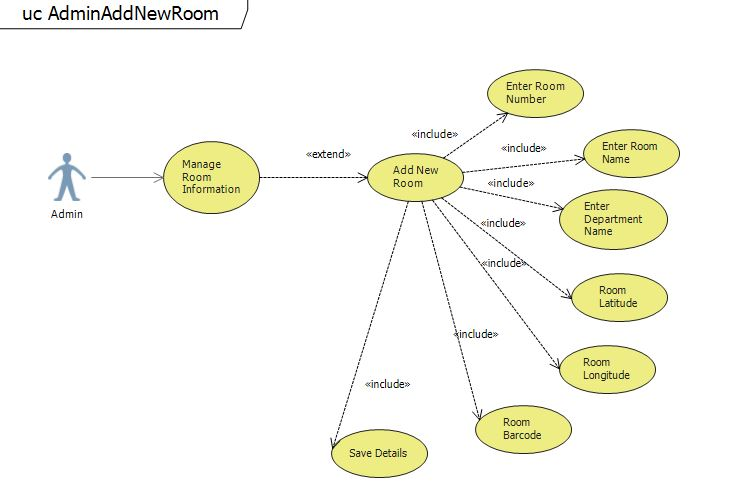 uc AdminAddNewRoom
Enter Room
Number
«include»
«include»
Enter Room
Name
«extend»
Manage
Room
Information
Add New
Room
«include»
Enter
Department
Name
Admin
«include»
«include»
Room
Latitude
«include»
Room
Longitude
«include»
Room
Barcode
Save Details